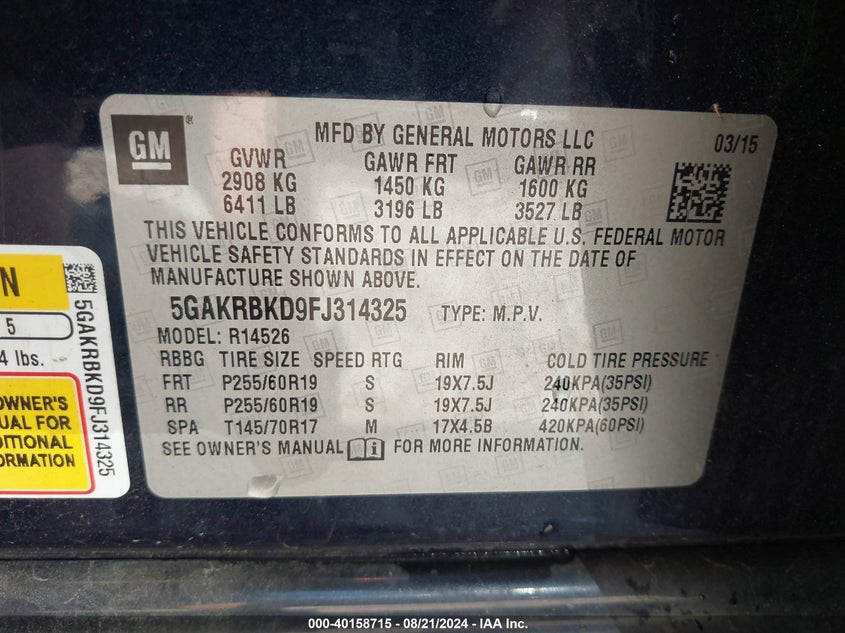 GM
®
MFD BY GENERAL MOTORS LLC
03/15
GVWR GAWR FRT GAWR RR
2908 KG 1450 KG 1600 KG
6411 LB 3196 LB 3527 LB
THIS VEHICLE CONFORMS TO ALL APPLICABLE U.S. FEDERAL MOTOR
VEHICLE SAFETY STANDARDS IN EFFECT ON THE DATE OF
MANUFACTURE SHOWN ABOVE.
5GAKRBKD9FJ314325 TYPE: M.P.V.
MODEL: R14526
RBBG TIRE SIZE SPEED RTG RIM COLD TIRE PRESSURE
FRT P255/60R19 S 19X7.5J 240KPA(35PSI)
RR P255/60R19 S 19X7.5J 240KPA(35PSI)
SPA T145/70R17 M 17X4.5B 420KPA(60PSI)
SEE OWNER'S MANUAL FOR MORE INFORMATION.
N
5
4 lbs.
OWNER'S
UAL FOR
DITIONAL
ORMATION
5GAKRBKD9FJ314325
000-40158715 - 08/21/2024 - IAA Inc.